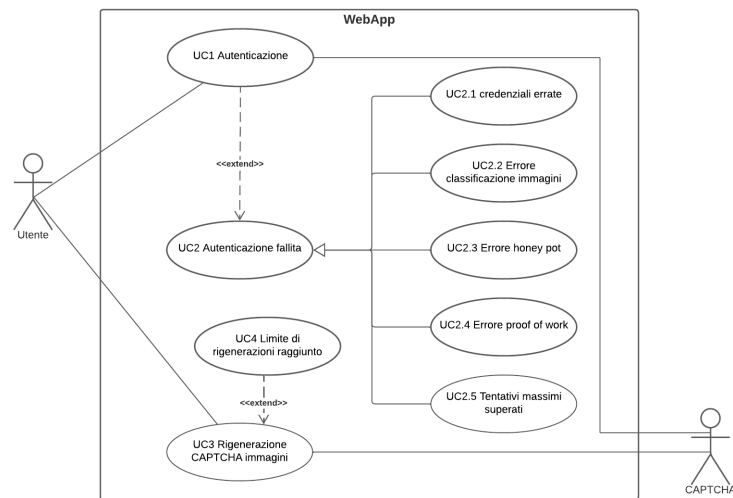 WebApp
UC1 Autenticazione
UC2.1 credenziali errate
<<extend>>
UC2.2 Errore
classificazione immagini
Utente
UC2 Autenticazione fallita
UC2.3 Errore honey pot
UC2.4 Errore proof of work
UC4 Limite di
rigenerazioni raggiunto
UC2.5 Tentativi massimi
superati
<<extend>>
UC3 Rigenerazione
CAPTCHA immagini
CAPTCHA